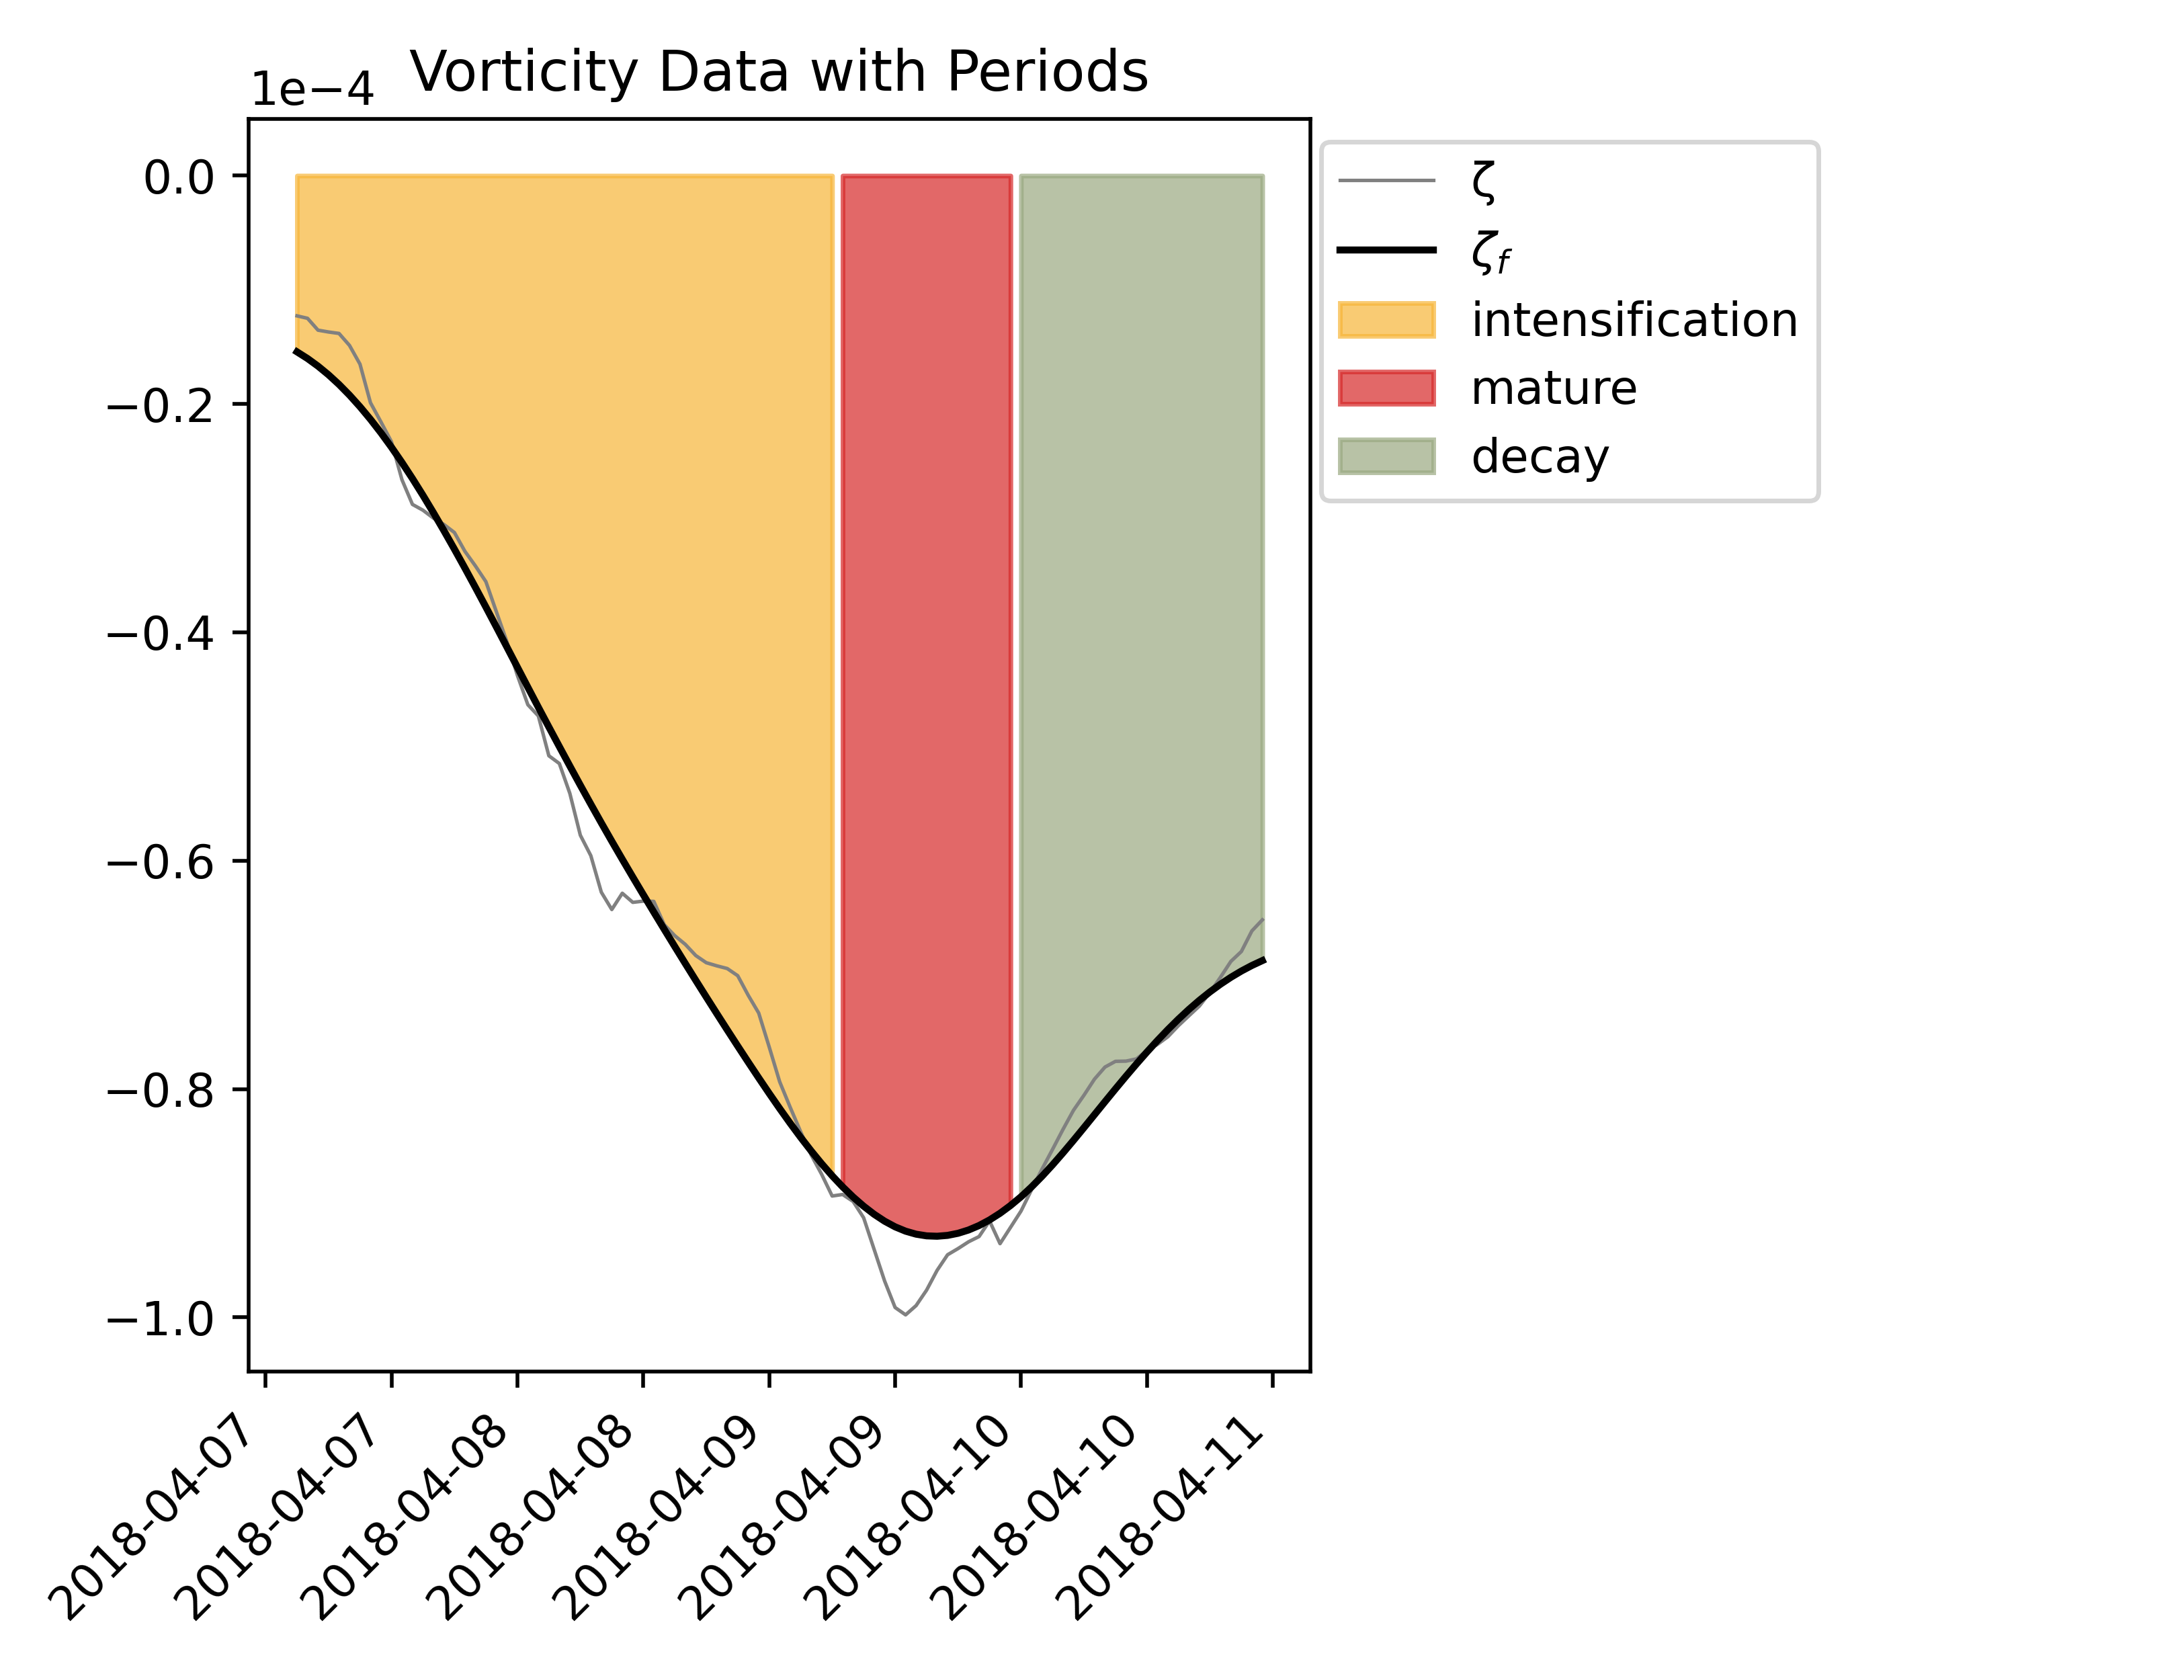 Vorticity Data with Periods
1e−4
0.0
−0.2
−0.4
−0.6
−0.8
−1.0
2018-04-07
2018-04-07
2018-04-08
2018-04-08
2018-04-09
2018-04-09
2018-04-10
2018-04-10
2018-04-11
ζ
ζf
intensification
mature
decay